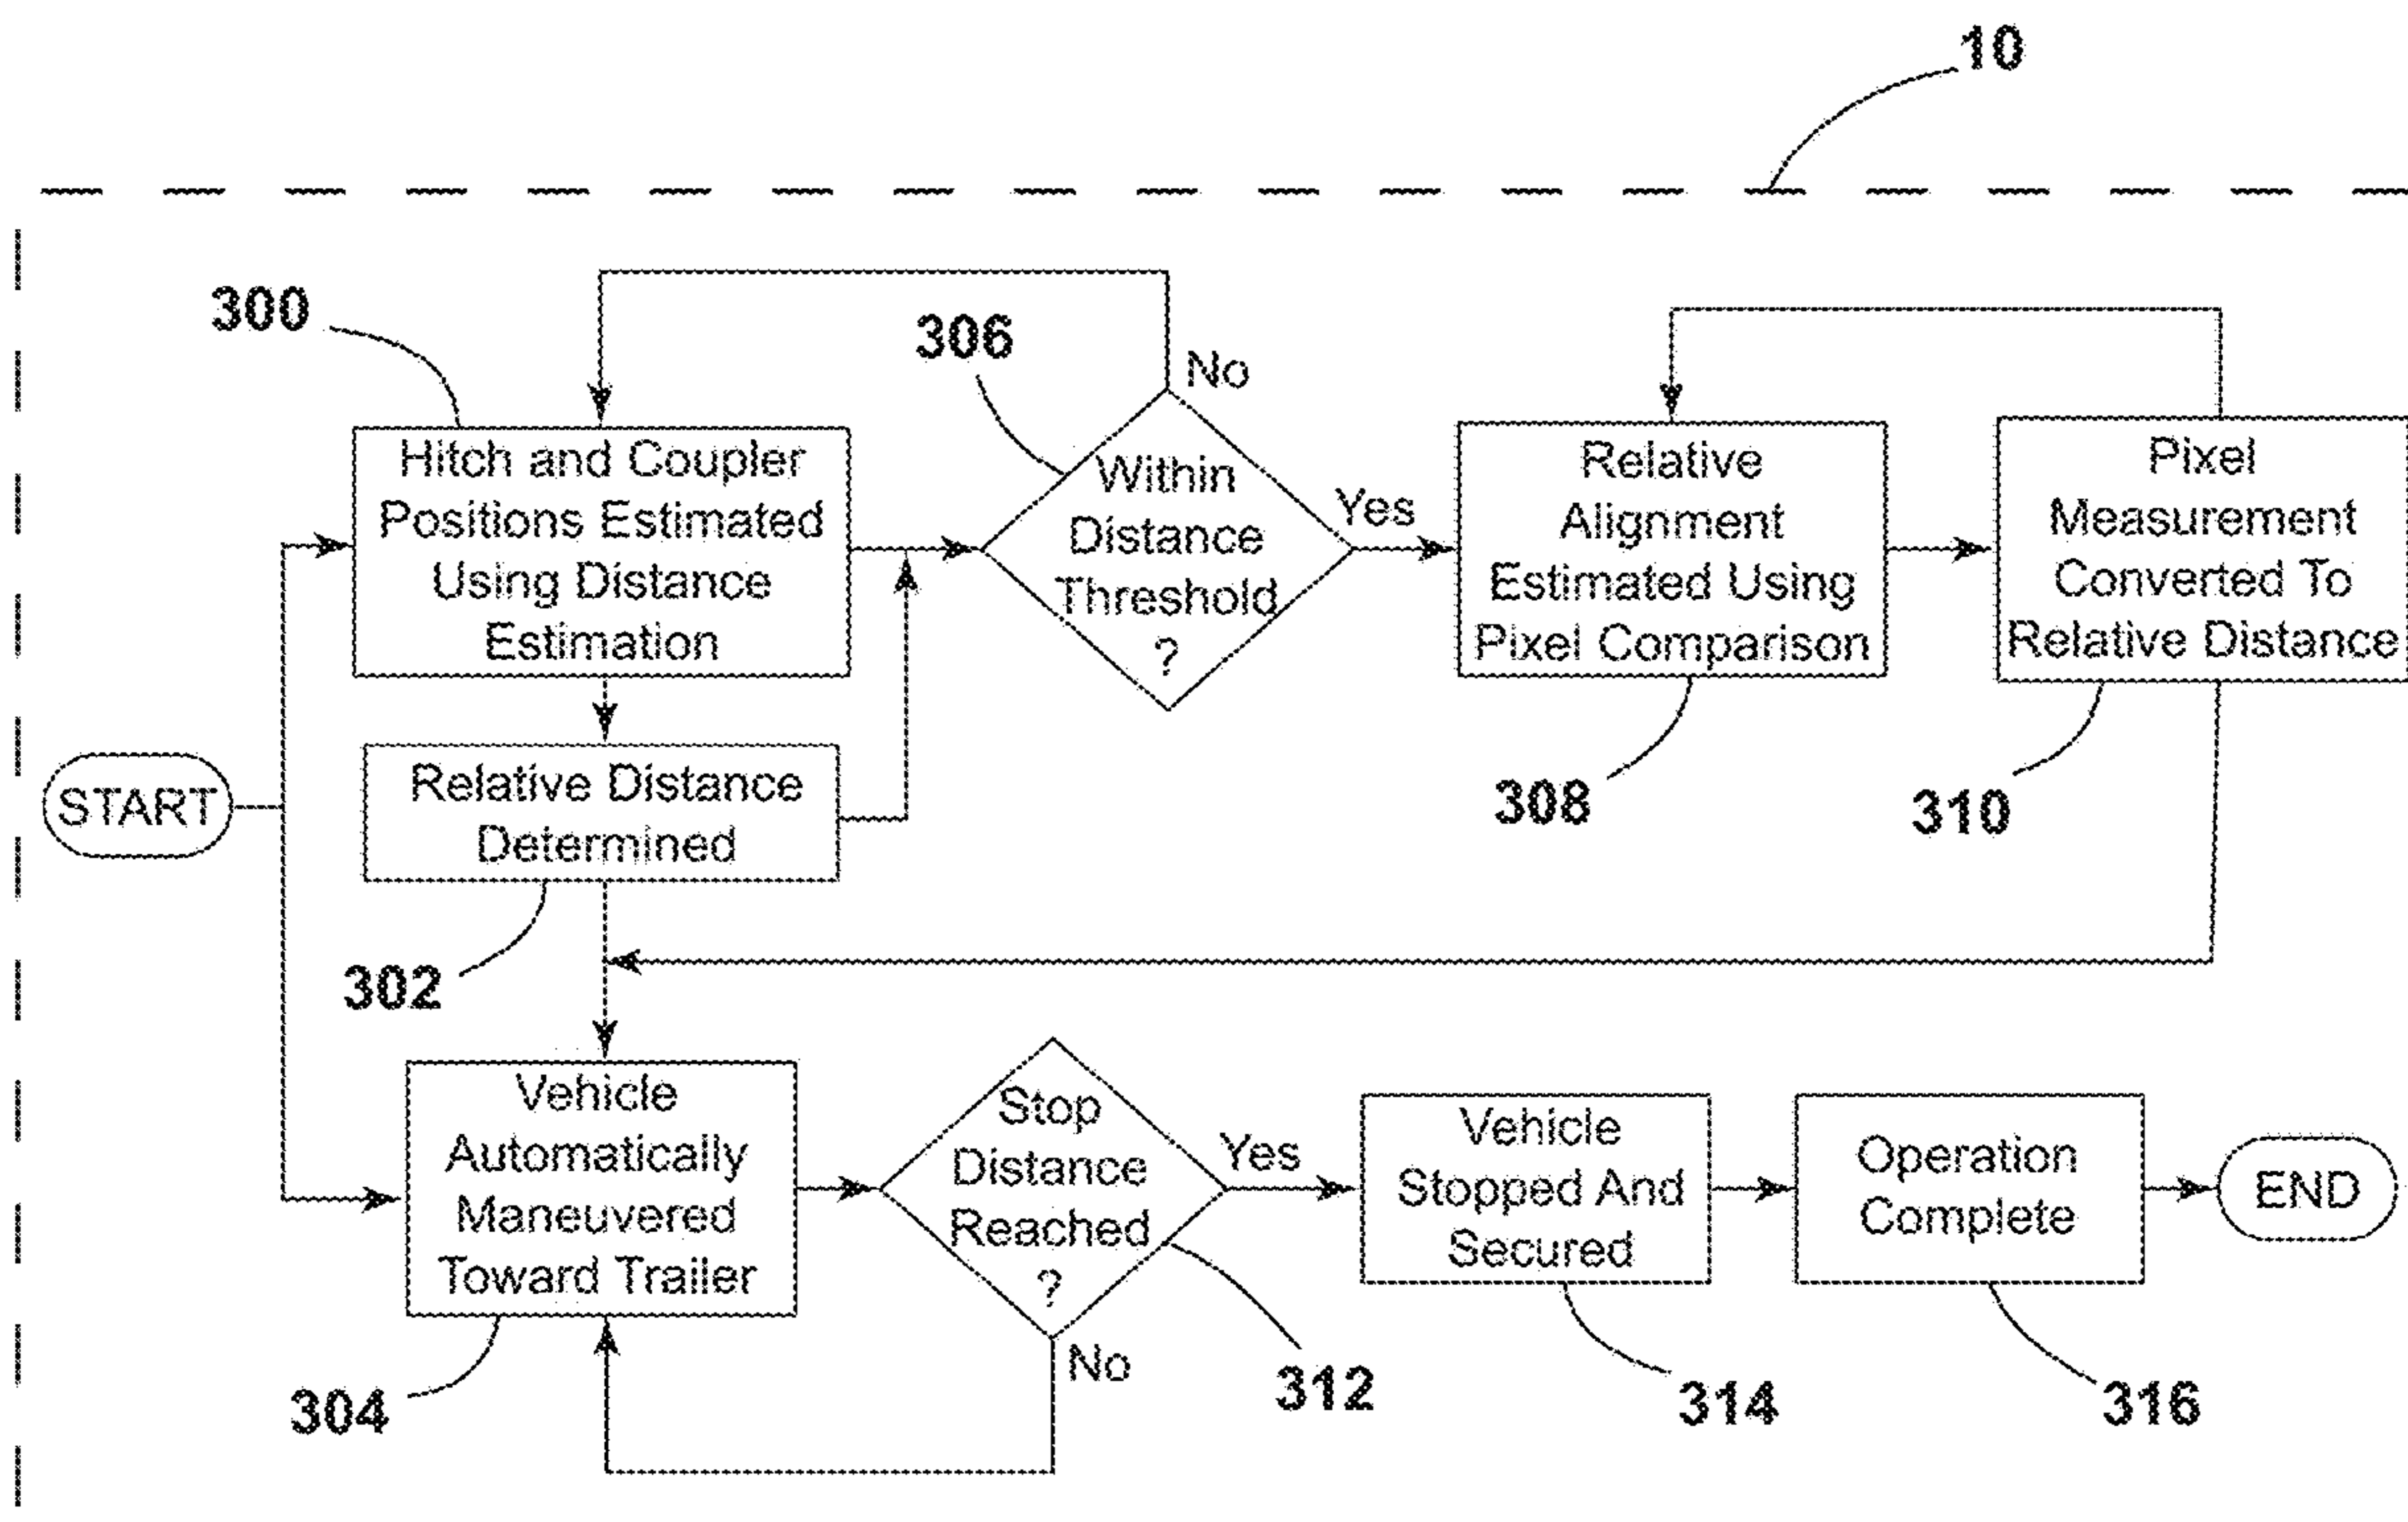 10
300
306
No
Hitch and Coupler
Positions Estimated
Using Distance
Estimation
Within
Distance
Threshold
?
Yes
Relative
Alignment
Estimated Using
Pixel Comparison
Pixel
Measurement
Converted To
Relative Distance
START
Relative Distance
Determined
308
310
302
Vehicle
Automatically
Maneuvered
Toward Trailer
Stop
Distance
Reached
?
Yes
Vehicle
Stopped And
Secured
Operation
Complete
END
No
304
312
314
316